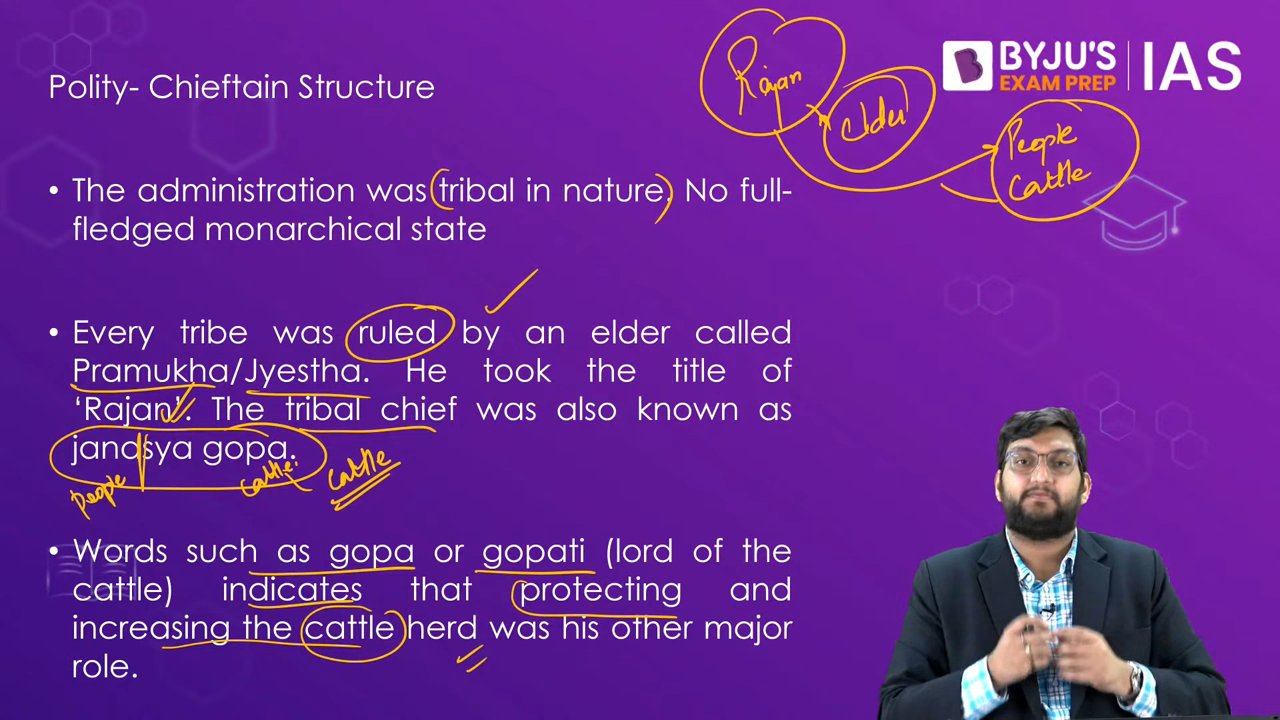 Rajan
elder
People
Cattle
BYJU'S
EXAM PREP
IAS
Polity- Chieftain Structure
• The administration was (tribal in nature.) No full-
fledged monarchical state
• Every tribe was ruled by an elder called
Pramukha/Jyestha. He took the title of
‘Rajan’. The tribal chief was also known as
janasya gopa.
people
cattle.
cattle
• Words such as gopa or gopati (lord of the
cattle) indicates that protecting and
increasing the cattle herd was his other major
role.